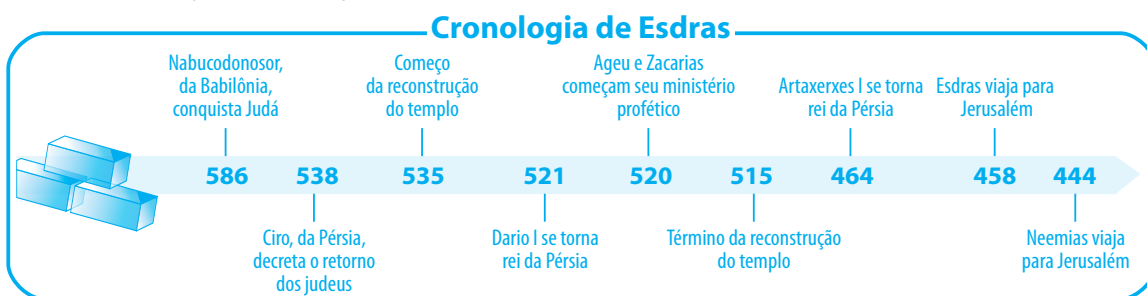 Cronologia de Esdras
Nabucodonosor,
da Babilônia,
conquista Judá
Começo
da reconstrução
do templo
Ageu e Zacarias
começam seu ministério
profético
Artaxerxes I se torna
rei da Pérsia
Esdras viaja para
Jerusalém
586 538 535 521 520 515 464 458 444
Ciro, da Pérsia,
decreta o retorno
dos judeus
Dario I se torna
rei da Pérsia
Término da reconstrução
do templo
Neemias viaja
para Jerusalém